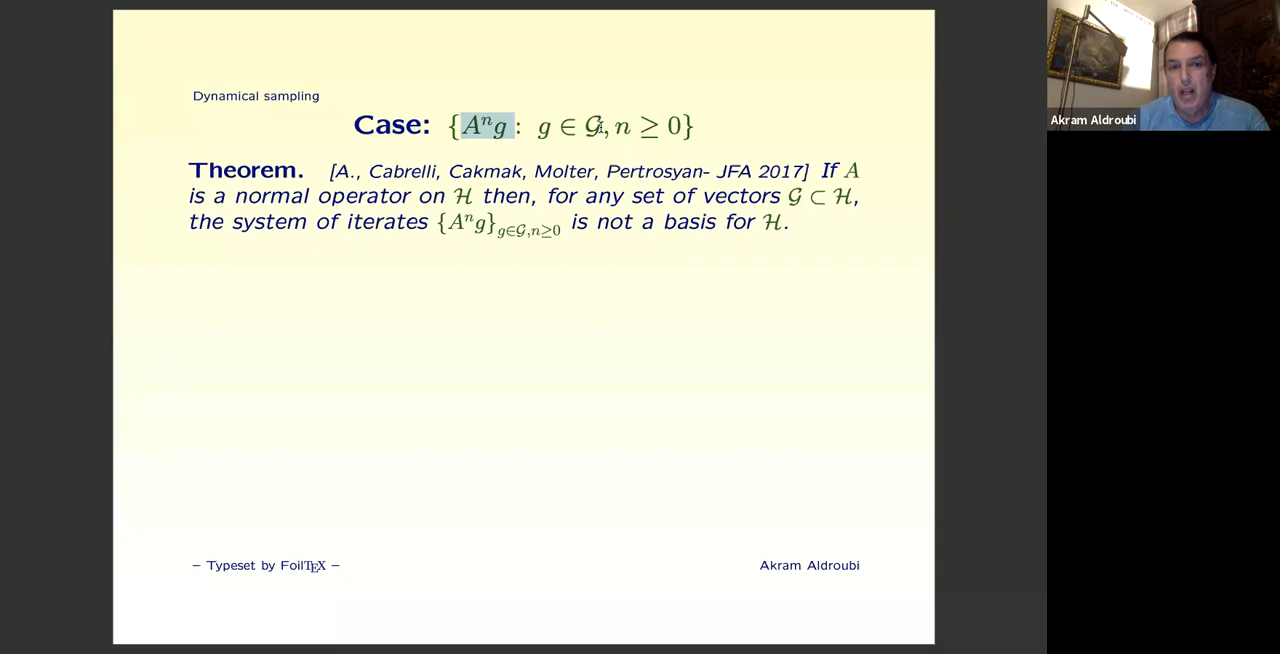 Dynamical sampling
Case: {Aⁿg : g ∈ 𝒢, n ≥ 0}
Theorem. [A., Cabrelli, Cakmak, Molter, Pertrosyan- JFA 2017] If A
is a normal operator on ℋ then, for any set of vectors 𝒢 ⊂ ℋ,
the system of iterates {Aⁿg}_{g∈𝒢,n≥0} is not a basis for ℋ.
– Typeset by FoilTEX –
Akram Aldroubi
Akram Aldroubi